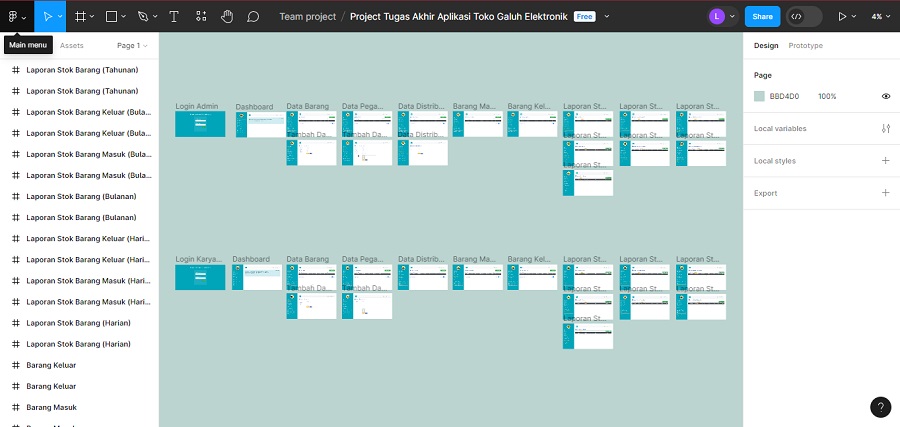 Team project / Project Tugas Akhir Aplikasi Toko Galuh Elektronik Free
L
Share
4%
Main menu
Assets
Page 1
Design
Prototype
Laporan Stok Barang (Tahunan)
Laporan Stok Barang (Tahunan)
Laporan Stok Barang Keluar (Bula...
Laporan Stok Barang Keluar (Bula...
Laporan Stok Barang Masuk (Bula...
Laporan Stok Barang Masuk (Bula...
Laporan Stok Barang (Bulanan)
Laporan Stok Barang (Bulanan)
Laporan Stok Barang Keluar (Hari...
Laporan Stok Barang Keluar (Hari...
Laporan Stok Barang Masuk (Hari...
Laporan Stok Barang Masuk (Hari...
Laporan Stok Barang (Harian)
Laporan Stok Barang (Harian)
Barang Keluar
Barang Keluar
Barang Masuk
Login Admin
Dashboard
Data Barang
Data Pega...
Data Distrib...
Barang Ma...
Barang Kel...
Laporan St...
Laporan St...
Laporan St...
Tambah Da...
Tambah Da...
Data Distrib...
Laporan St...
Laporan St...
Laporan St...
Laporan St...
Login Karya...
Dashboard
Data Barang
Data Pega...
Data Distrib...
Barang Ma...
Barang Kel...
Laporan St...
Laporan St...
Laporan St...
Tambah Da...
Tambah Da...
Laporan St...
Laporan St...
Laporan St...
Laporan St...
Page
BBD4D0
100%
Local variables
Local styles
Export
?